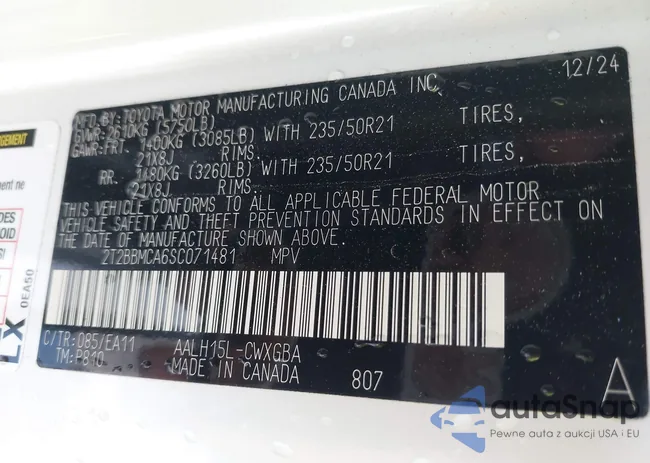 12/24
MFD.BY:TOYOTA MOTOR MANUFACTURING CANADA INC.
GVWR:2610KG (5750LB)
GAWR:FRT. 1400KG (3085LB) WITH 235/50R21 TIRES,
21X8J RIMS.
RR. 1480KG (3260LB) WITH 235/50R21 TIRES,
21X8J RIMS.
THIS VEHICLE CONFORMS TO ALL APPLICABLE FEDERAL MOTOR
VEHICLE SAFETY AND THEFT PREVENTION STANDARDS IN EFFECT ON
THE DATE OF MANUFACTURE SHOWN ABOVE.
2T2BBMCA6SC071481 MPV
C/TR:085/EA11 AALH15L-CWXGBA
TM:P810 MADE IN CANADA 807
A
0EA50
autoSnap
Pewne auta z aukcji USA i EU